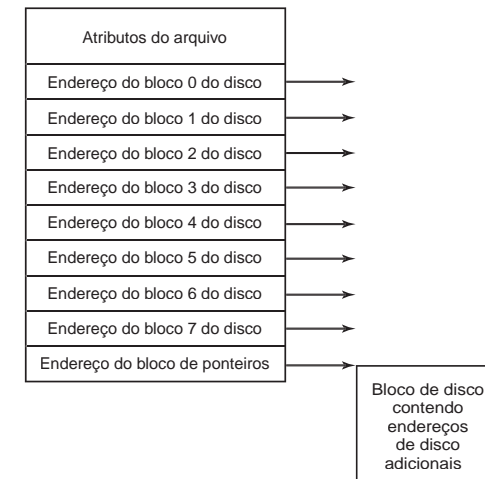 Atributos do arquivo
Endereço do bloco 0 do disco
Endereço do bloco 1 do disco
Endereço do bloco 2 do disco
Endereço do bloco 3 do disco
Endereço do bloco 4 do disco
Endereço do bloco 5 do disco
Endereço do bloco 6 do disco
Endereço do bloco 7 do disco
Endereço do bloco de ponteiros
Bloco de disco
contendo
endereços
de disco
adicionais